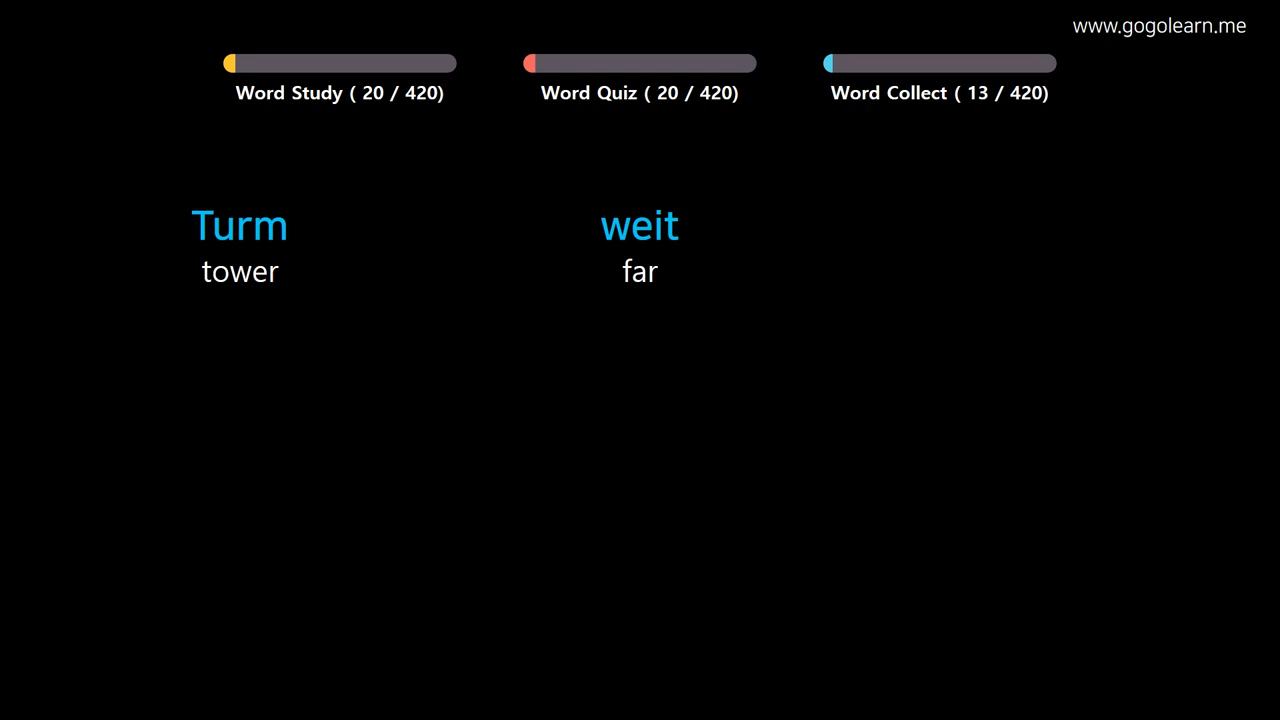 www.gogolearn.me
Word Study ( 20 / 420)
Word Quiz ( 20 / 420)
Word Collect ( 13 / 420)
Turm
tower
weit
far